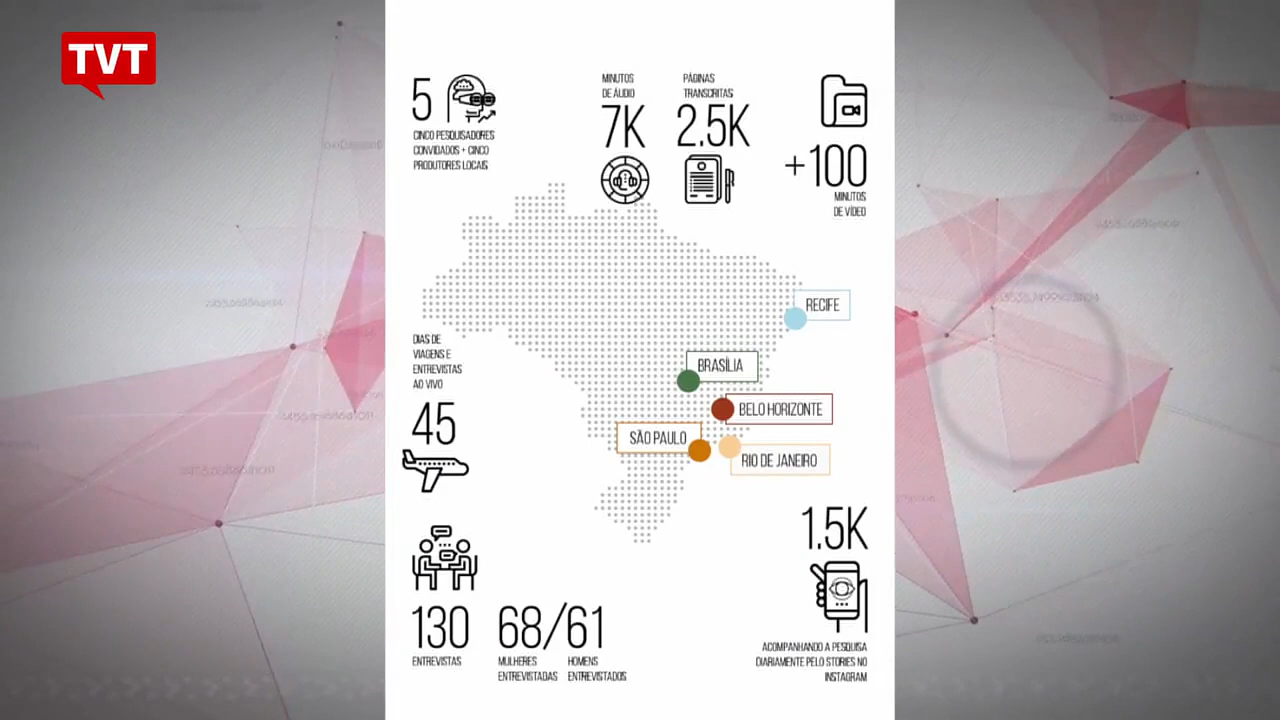 TVT
5
CINCO PESQUISADORES
CONVIDADOS + CINCO
PRODUTORES LOCAIS
MINUTOS
DE ÁUDIO
7K
PÁGINAS
TRANSCRITAS
2.5K
+100
MINUTOS
DE VÍDEO
RECIFE
BRASÍLIA
BELO HORIZONTE
SÃO PAULO
RIO DE JANEIRO
DIAS DE
VIAGENS E
ENTREVISTAS
AO VIVO
45
130
ENTREVISTAS
68/61
MULHERES
ENTREVISTADAS
HOMENS
ENTREVISTADOS
1.5K
ACOMPANHANDO A PESQUISA
DIARIAMENTE PELO STORIES NO
INSTAGRAM